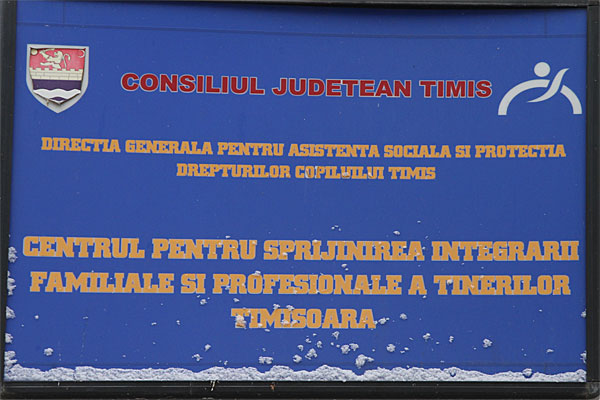 CONSILIUL JUDETEAN TIMIS
DIRECTIA GENERALA PENTRU ASISTENTA SOCIALA SI PROTECTIA
DREPTURILOR COPILULUI TIMIS
CENTRUL PENTRU SPRIJINIREA INTEGRARII
FAMILIALE SI PROFESIONALE A TINERILOR
TIMISOARA